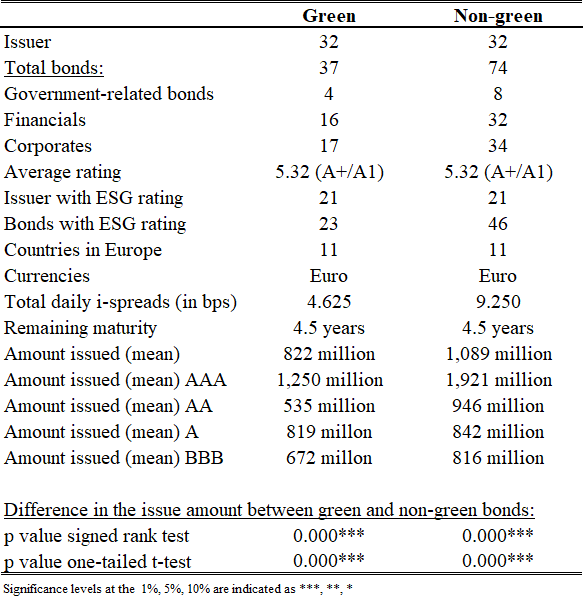 Green Non-green
Issuer 32 32
Total bonds: 37 74
Government-related bonds 4 8
Financials 16 32
Corporates 17 34
Average rating 5.32 (A+/A1) 5.32 (A+/A1)
Issuer with ESG rating 21 21
Bonds with ESG rating 23 46
Countries in Europe 11 11
Currencies Euro Euro
Total daily i-spreads (in bps) 4.625 9.250
Remaining maturity 4.5 years 4.5 years
Amount issued (mean) 822 million 1,089 million
Amount issued (mean) AAA 1,250 million 1,921 million
Amount issued (mean) AA 535 million 946 million
Amount issued (mean) A 819 millon 842 million
Amount issued (mean) BBB 672 millon 816 million
Difference in the issue amount between green and non-green bonds:
p value signed rank test 0.000*** 0.000***
p value one-tailed t-test 0.000*** 0.000***
Significance levels at the 1%, 5%, 10% are indicated as ***, **, *